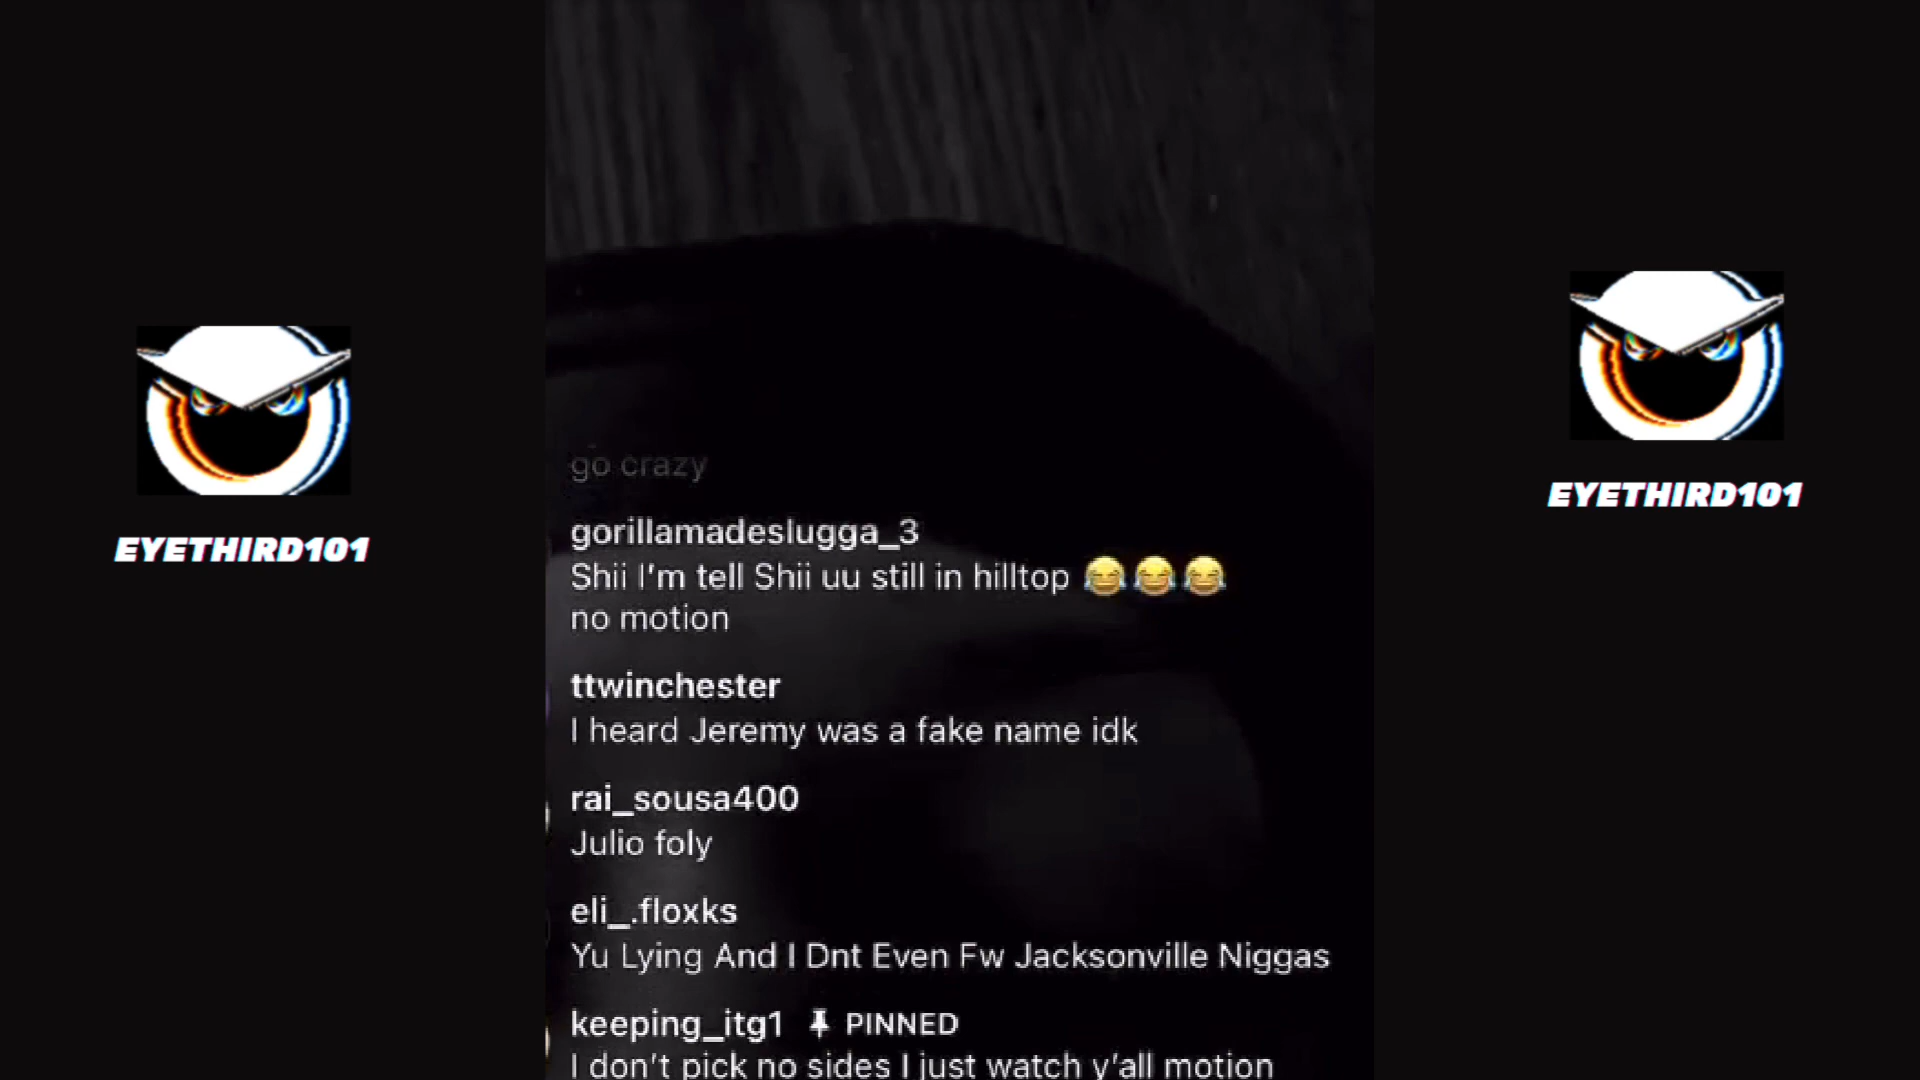 go crazy
gorillamadeslugga_3
Shii I'm tell Shii uu still in hilltop 😂😂😂
no motion
ttwinchester
I heard Jeremy was a fake name idk
rai_sousa400
Julio foly
eli_.floxks
Yu Lying And I Dnt Even Fw Jacksonville Niggas
keeping_itg1 📌 PINNED
I don't pick no sides I just watch y'all motion
EYETHIRD101
EYETHIRD101